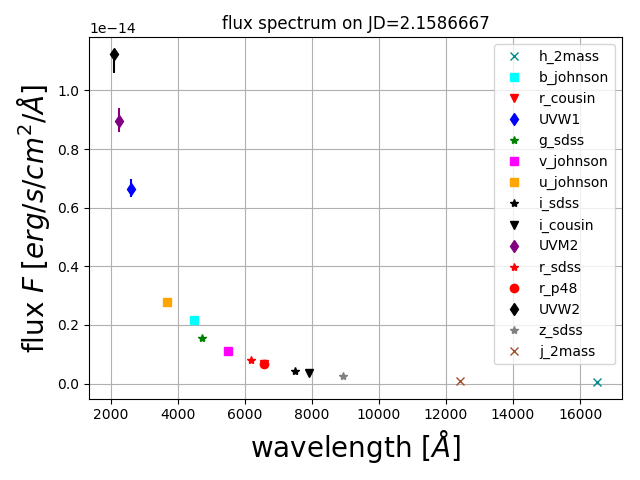 flux spectrum on JD=2.1586667
1e−14
flux F [erg/s/cm²/Å]
1.0
0.8
0.6
0.4
0.2
0.0
2000 4000 6000 8000 10000 12000 14000 16000
wavelength [Å]
h_2mass
b_johnson
r_cousin
UVW1
g_sdss
v_johnson
u_johnson
i_sdss
i_cousin
UVM2
r_sdss
r_p48
UVW2
z_sdss
j_2mass